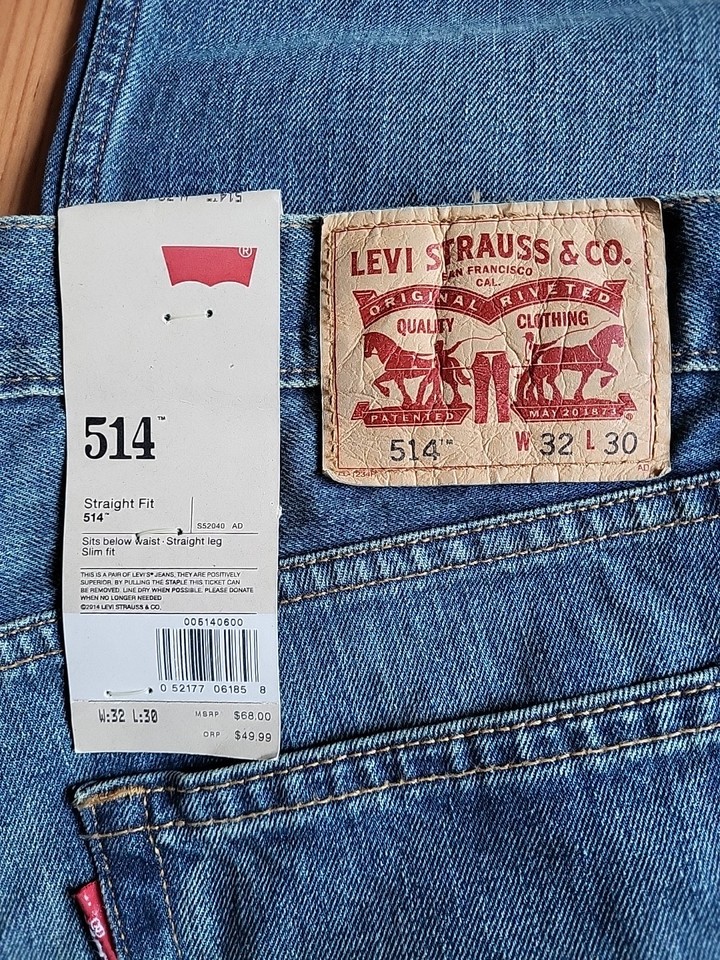 514™
®
514™
Straight Fit
514™
S52040 AD
Sits below waist · Straight leg
Slim fit
THIS IS A PAIR OF LEVI'S® JEANS, THEY ARE POSITIVELY
SUPERIOR. BY PULLING THE STAPLE THIS TICKET CAN
BE REMOVED. LINE DRY WHEN POSSIBLE. PLEASE DONATE
WHEN NO LONGER NEEDED
©2014 LEVI STRAUSS & CO.
005140600
0 52177 06185 8
W:32 L:30
MSRP $68.00
ORP $49.99
LEVI STRAUSS & CO.
SAN FRANCISCO
CAL.
ORIGINAL RIVETED
QUALITY CLOTHING
PATENTED MAY 20 1873
®
514™ W 32 L 30
AD